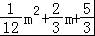 1/12 m² + 2/3 m + 5/3